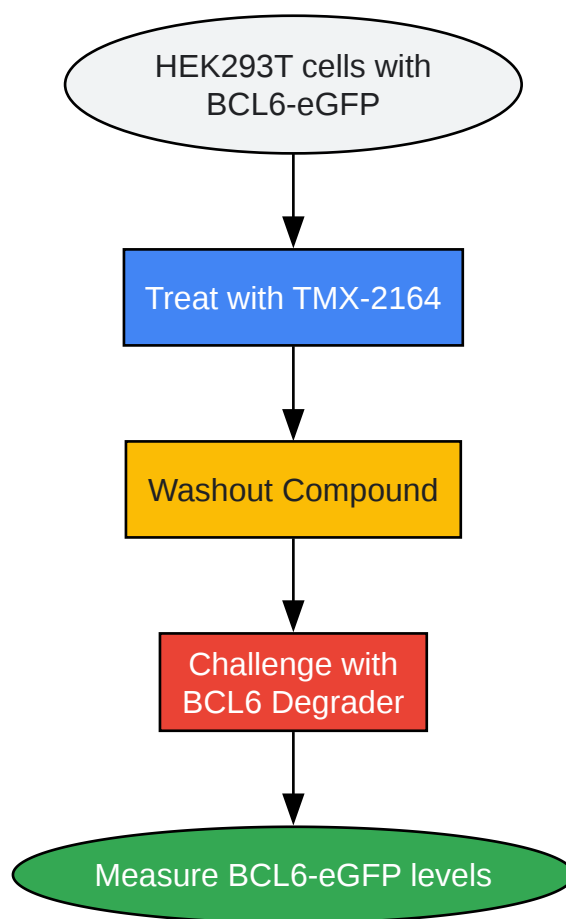 HEK293T cells with
BCL6-eGFP
Treat with TMX-2164
Washout Compound
Challenge with
BCL6 Degrader
Measure BCL6-eGFP levels